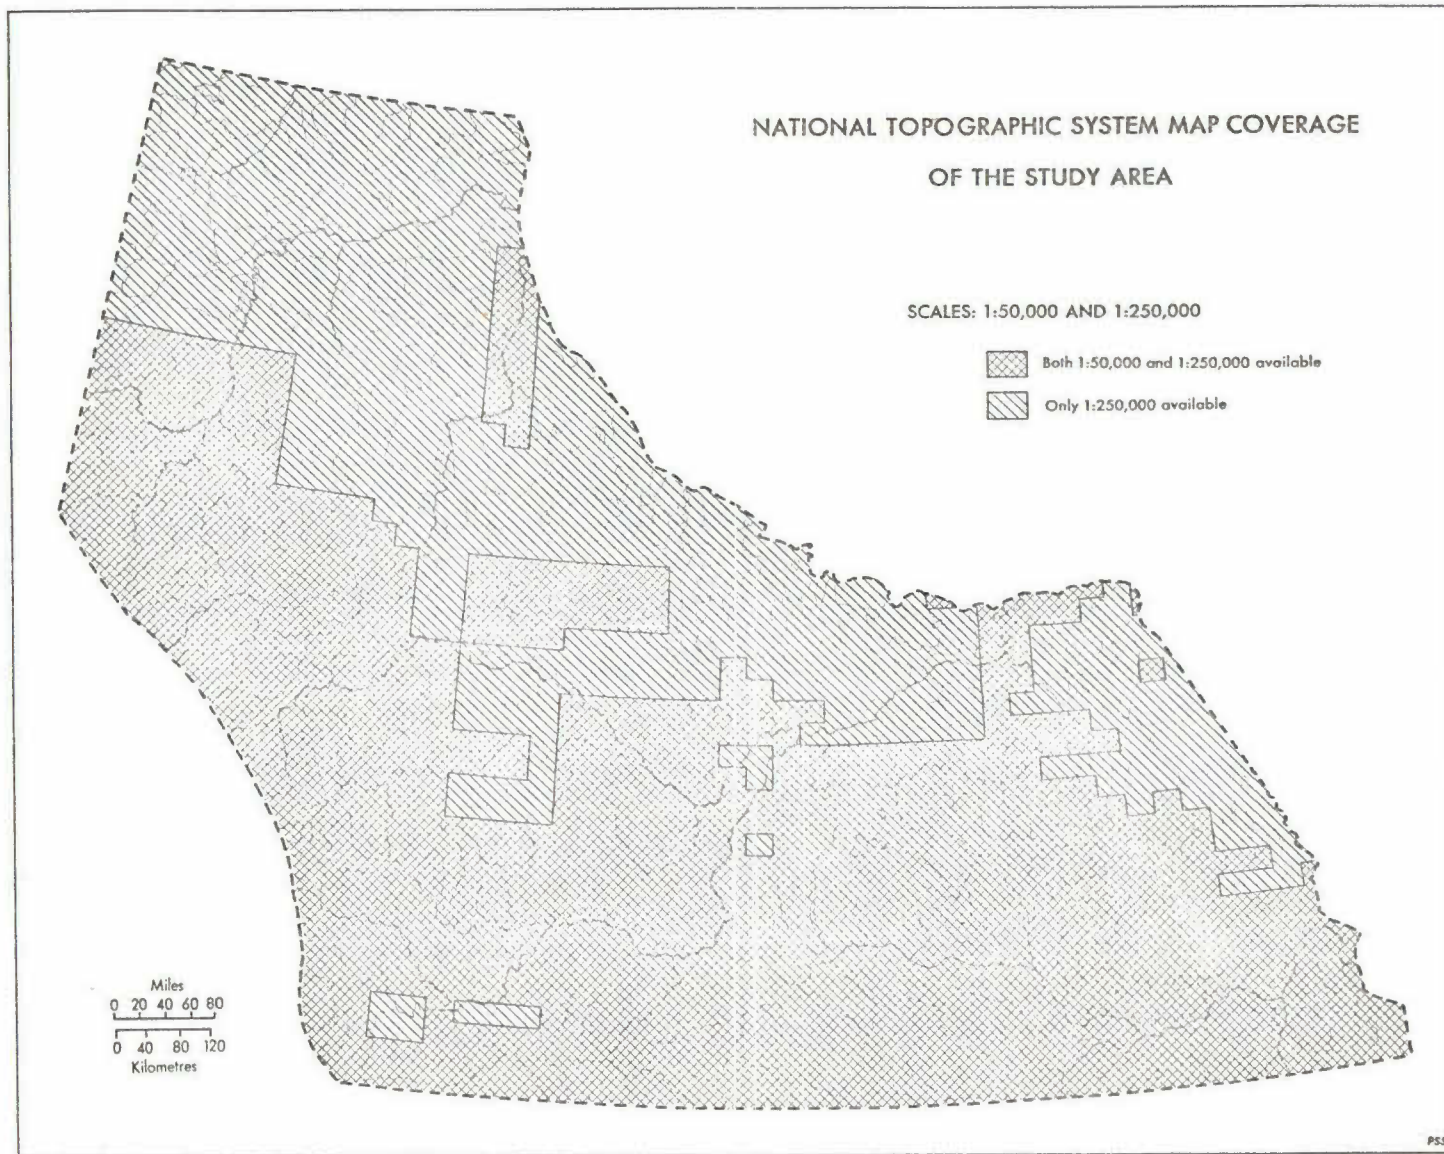 NATIONAL TOPOGRAPHIC SYSTEM MAP COVERAGE
OF THE STUDY AREA
SCALES: 1:50,000 AND 1:250,000
Both 1:50,000 and 1:250,000 available
Only 1:250,000 available
Miles
0 20 40 60 80
0 40 80 120
Kilometres